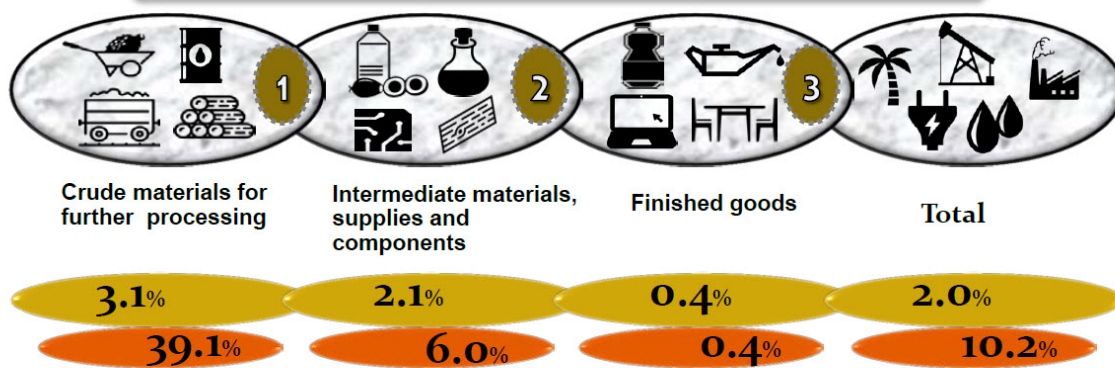 1
2
3
Crude materials for
further processing
Intermediate materials,
supplies and
components
Finished goods
Total
3.1%
2.1%
0.4%
2.0%
39.1%
6.0%
0.4%
10.2%